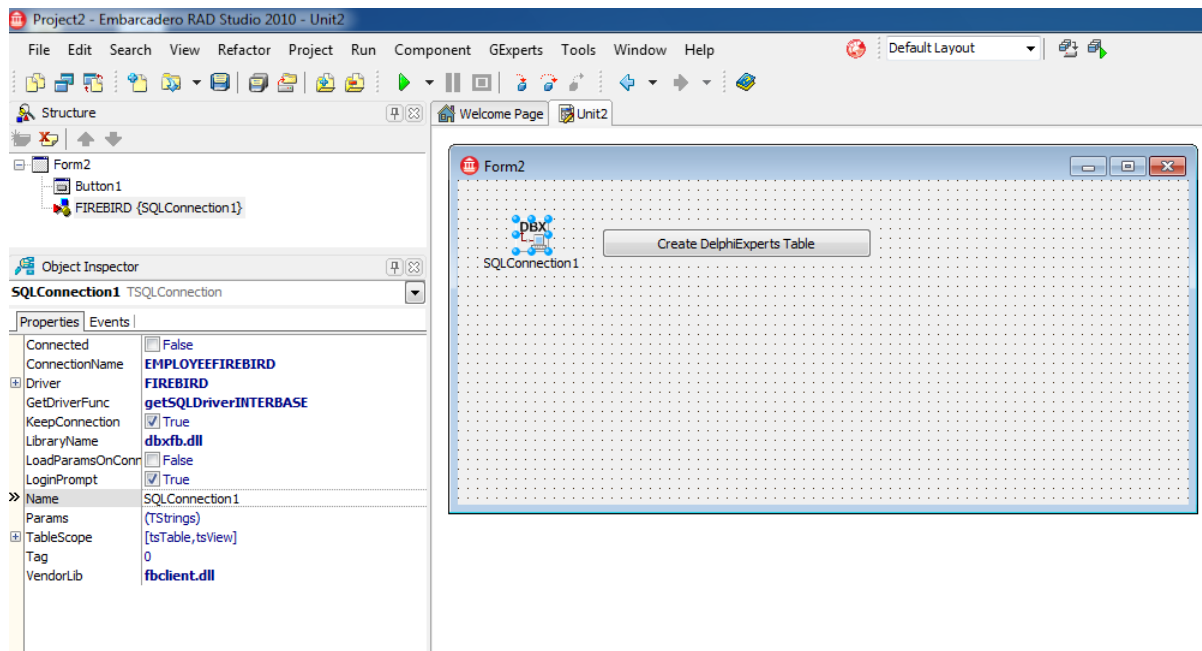 Project2 - Embarcadero RAD Studio 2010 - Unit2
File Edit Search View Refactor Project Run Component GExperts Tools Window Help Default Layout
Structure
Welcome Page Unit2
Form2
Button1
FIREBIRD {SQLConnection1}
Form2
DBX
SQLConnection1
Create DelphiExperts Table
Object Inspector
SQLConnection1 TSQLConnection
Properties Events
Connected False
ConnectionName EMPLOYEEFIREBIRD
Driver FIREBIRD
GetDriverFunc getSQLDriverINTERBASE
KeepConnection True
LibraryName dbxfb.dll
LoadParamsOnConn False
LoginPrompt True
Name SQLConnection1
Params (TStrings)
TableScope [tsTable,tsView]
Tag 0
VendorLib fbclient.dll